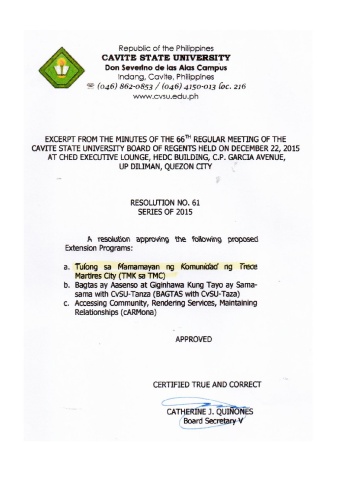 Republic of the Philippines
CAVITE STATE UNIVERSITY
Don Severino de las Alas Campus
Indang, Cavite, Philippines
☏ (046) 862-0853 / (046) 4150-013 loc. 216
www.cvsu.edu.ph
EXCERPT FROM THE MINUTES OF THE 66TH REGULAR MEETING OF THE
CAVITE STATE UNIVERSITY BOARD OF REGENTS HELD ON DECEMBER 22, 2015
AT CHED EXECUTIVE LOUNGE, HEDC BUILDING, C.P. GARCIA AVENUE,
UP DILIMAN, QUEZON CITY
RESOLUTION NO. 61
SERIES OF 2015
A resolution approving the following proposed
Extension Programs:
a. Tulong sa Mamamayan ng Komunidad ng Trece
Martires City (TMK sa TMC)
b. Bagtas ay Aasenso at Giginhawa Kung Tayo ay Sama-
sama with CvSU-Tanza (BAGTAS with CvSU-Taza)
c. Accessing Community, Rendering Services, Maintaining
Relationships (cARMona)
APPROVED
CERTIFIED TRUE AND CORRECT
CATHERINE J. QUIÑONES
Board Secretary V